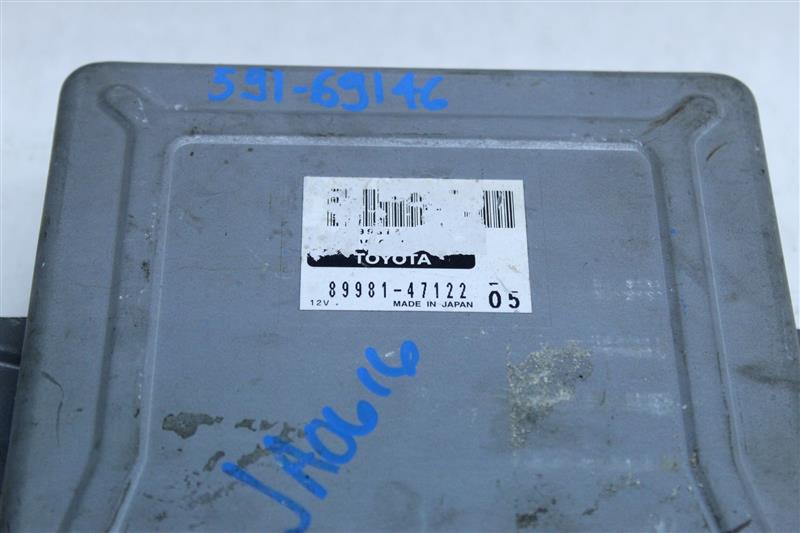 591-69146
TOYOTA
89981-47122 05
12V
MADE IN JAPAN
JA0616